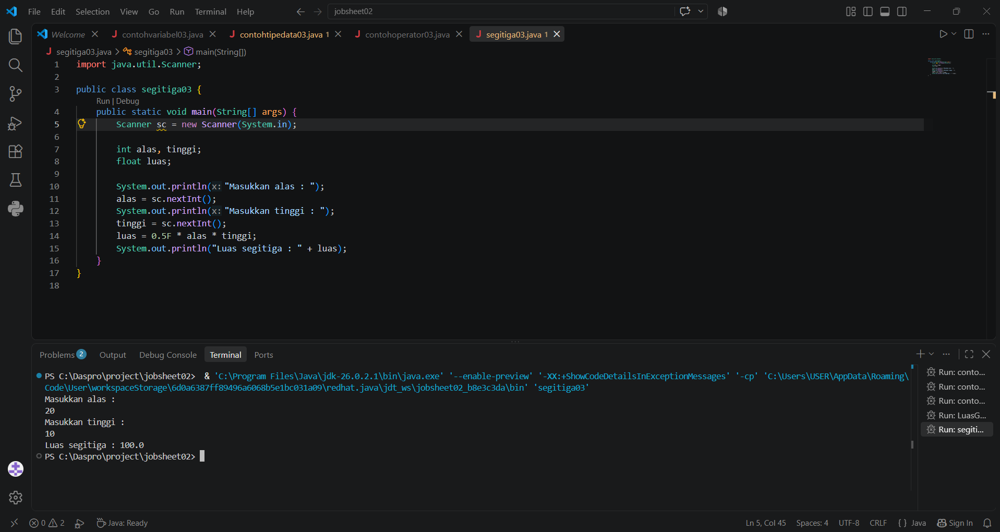 File Edit Selection View Go Run Terminal Help
jobsheet02
Welcome
contohvariabel03.java
contohtipedata03.java 1
contohoperator03.java
segitiga03.java 1
segitiga03.java > segitiga03 > main(String[])
1 import java.util.Scanner;
2
3 public class segitiga03 {
Run | Debug
4 public static void main(String[] args) {
5 Scanner sc = new Scanner(System.in);
6
7 int alas, tinggi;
8 float luas;
9
10 System.out.println(x: "Masukkan alas : ");
11 alas = sc.nextInt();
12 System.out.println(x: "Masukkan tinggi : ");
13 tinggi = sc.nextInt();
14 luas = 0.5F * alas * tinggi;
15 System.out.println("Luas segitiga : " + luas);
16 }
17 }
18
Problems 2 Output Debug Console Terminal Ports
PS C:\Daspro\project\jobsheet02> & 'C:\Program Files\Java\jdk-26.0.2.1\bin\java.exe' '--enable-preview' '-XX:+ShowCodeDetailsInExceptionMessages' '-cp' 'C:\Users\USER\AppData\Roaming\
Code\User\workspaceStorage\6d0a6387ff89496a6068b5e1bc031a09\redhat.java\jdt_ws\jobsheet02_b8e3c3da\bin' 'segitiga03'
Masukkan alas :
20
Masukkan tinggi :
10
Luas segitiga : 100.0
PS C:\Daspro\project\jobsheet02>
Run: conto...
Run: conto...
Run: conto...
Run: LuasG...
Run: segiti...
0 2 Java: Ready
Ln 5, Col 45 Spaces: 4 UTF-8 CRLF { } Java Sign In